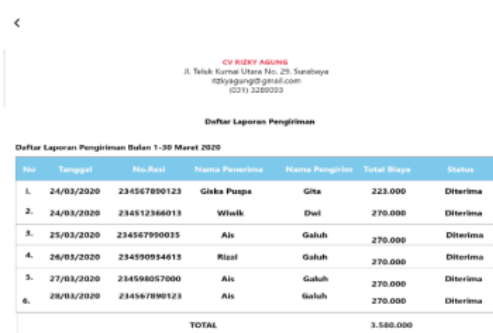 CV RIZKY AGUNG
Jl. Teluk Kumai Utara No. 29. Surabaya
rizkyagung@gmail.com
(031) 3289393
Daftar Laporan Pengiriman
Daftar Laporan Pengiriman Bulan 1-30 Maret 2020
No Tanggal No.Resi Nama Penerima Nama Pengirim Total Biaya Status
1. 24/03/2020 234567890123 Giska Puspa Gita 223.000 Diterima
2. 24/03/2020 234512366013 Wiwik Dwi 270.000 Diterima
3. 25/03/2020 234567990035 Ais Galuh 270.000 Diterima
4. 26/03/2020 234590934613 Rizal Galuh 270.000 Diterima
5. 27/03/2020 234598057000 Ais Galuh 270.000 Diterima
6. 28/03/2020 234567890123 Ais Galuh 270.000 Diterima
TOTAL 3.580.000